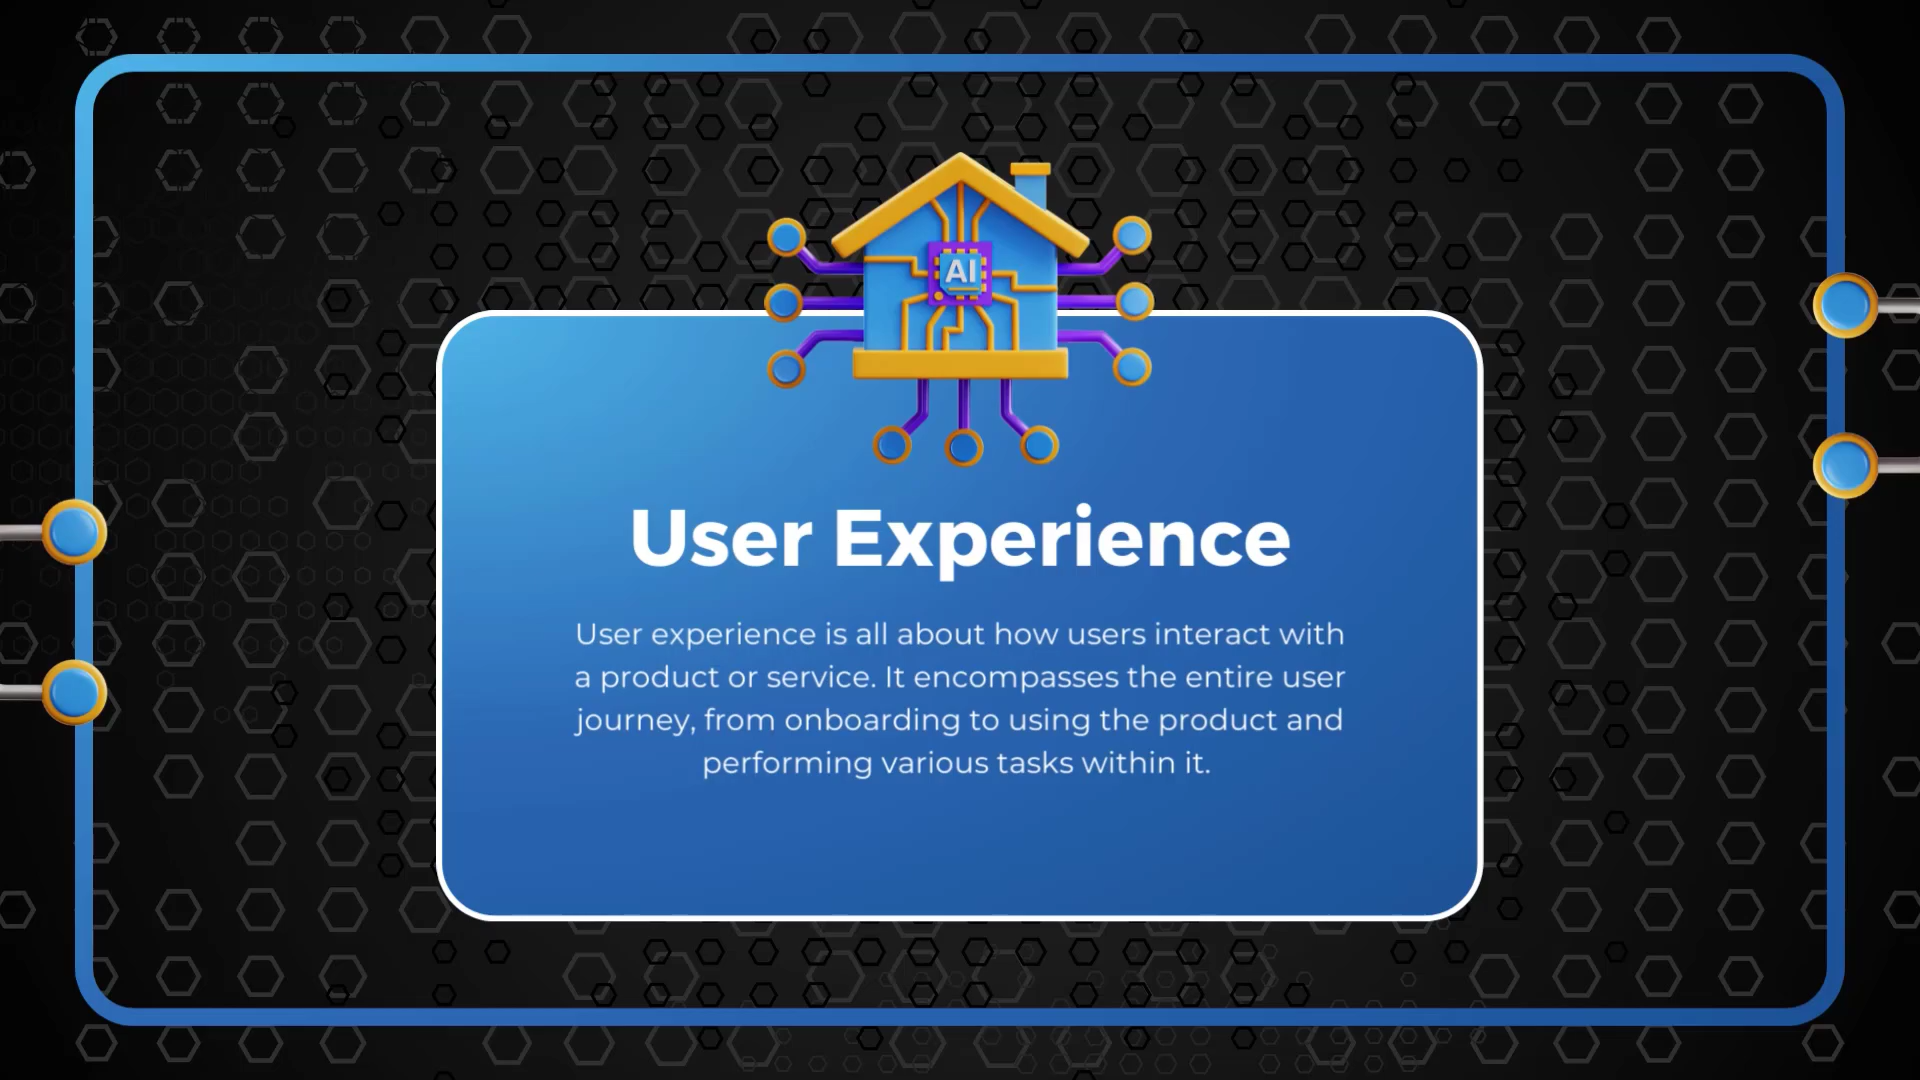 AI
User Experience
User experience is all about how users interact with
a product or service. It encompasses the entire user
journey, from onboarding to using the product and
performing various tasks within it.